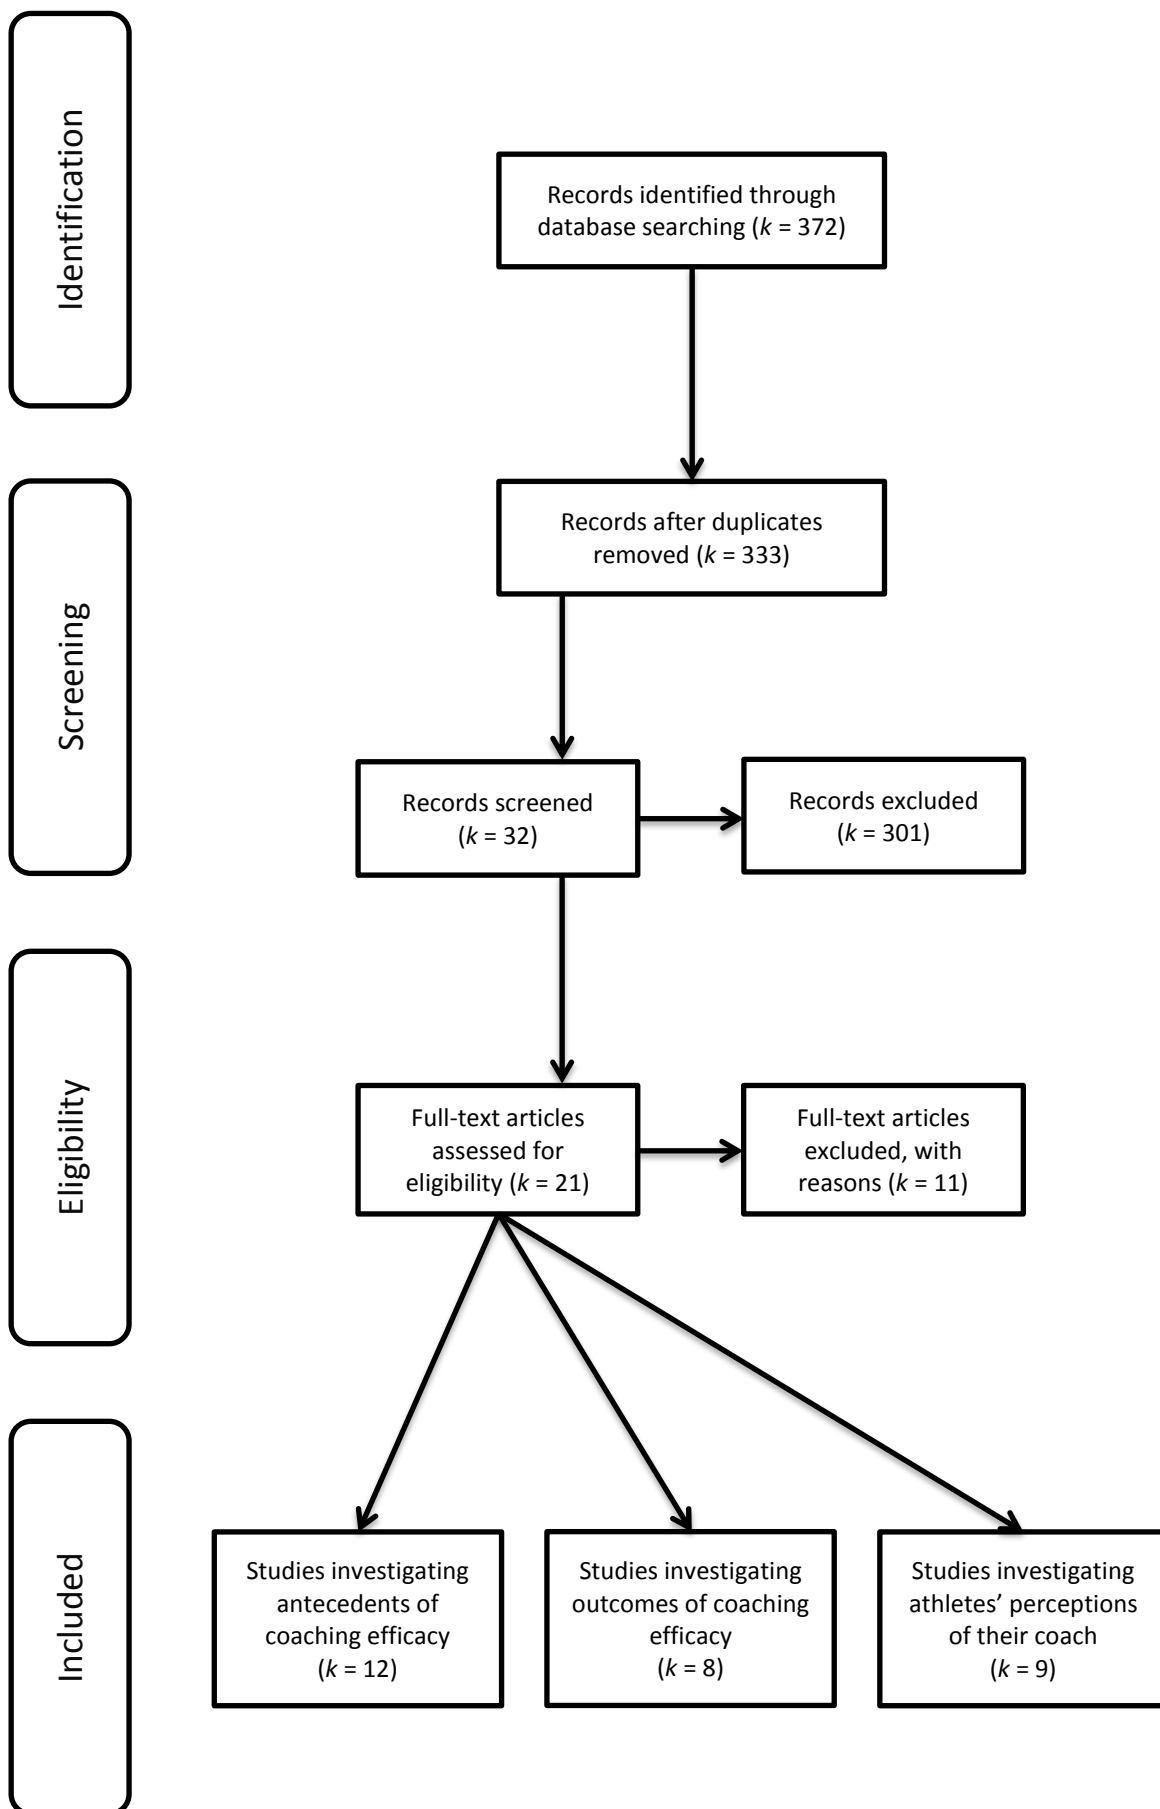 Identification
Records identified through
database searching (k = 372)
Screening
Records after duplicates
removed (k = 333)
Records screened
(k = 32)
Records excluded
(k = 301)
Eligibility
Full-text articles
assessed for
eligibility (k = 21)
Full-text articles
excluded, with
reasons (k = 11)
Included
Studies investigating
antecedents of
coaching efficacy
(k = 12)
Studies investigating
outcomes of coaching
efficacy
(k = 8)
Studies investigating
athletes’ perceptions
of their coach
(k = 9)